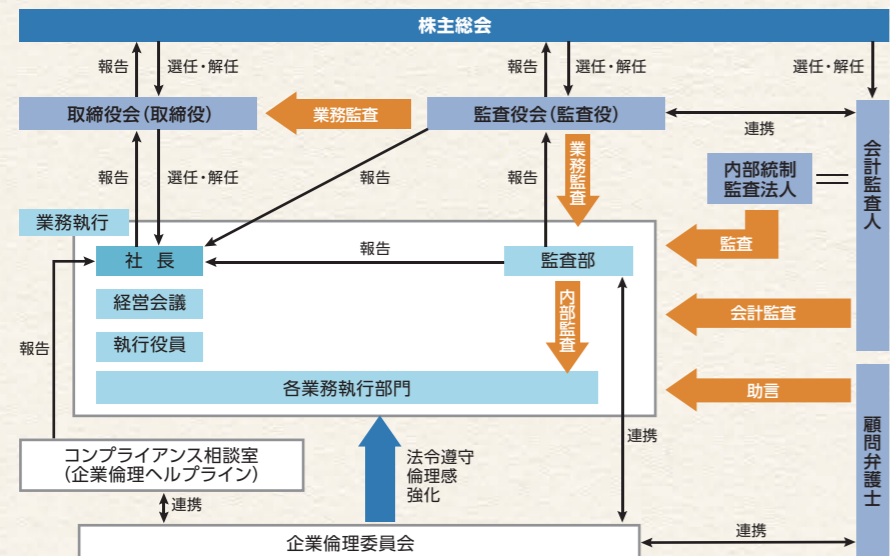 株主総会
報告
選任・解任
報告
選任・解任
選任・解任
取締役会(取締役)
業務監査
監査役会(監査役)
連携
会計監査人
報告
選任・解任
報告
報告
業務監査
内部統制
監査法人
業務執行
社長
報告
監査部
監査
経営会議
内部監査
会計監査
執行役員
報告
各業務執行部門
助言
顧問弁護士
コンプライアンス相談室
(企業倫理ヘルプライン)
法令遵守
倫理感
強化
連携
連携
企業倫理委員会
連携